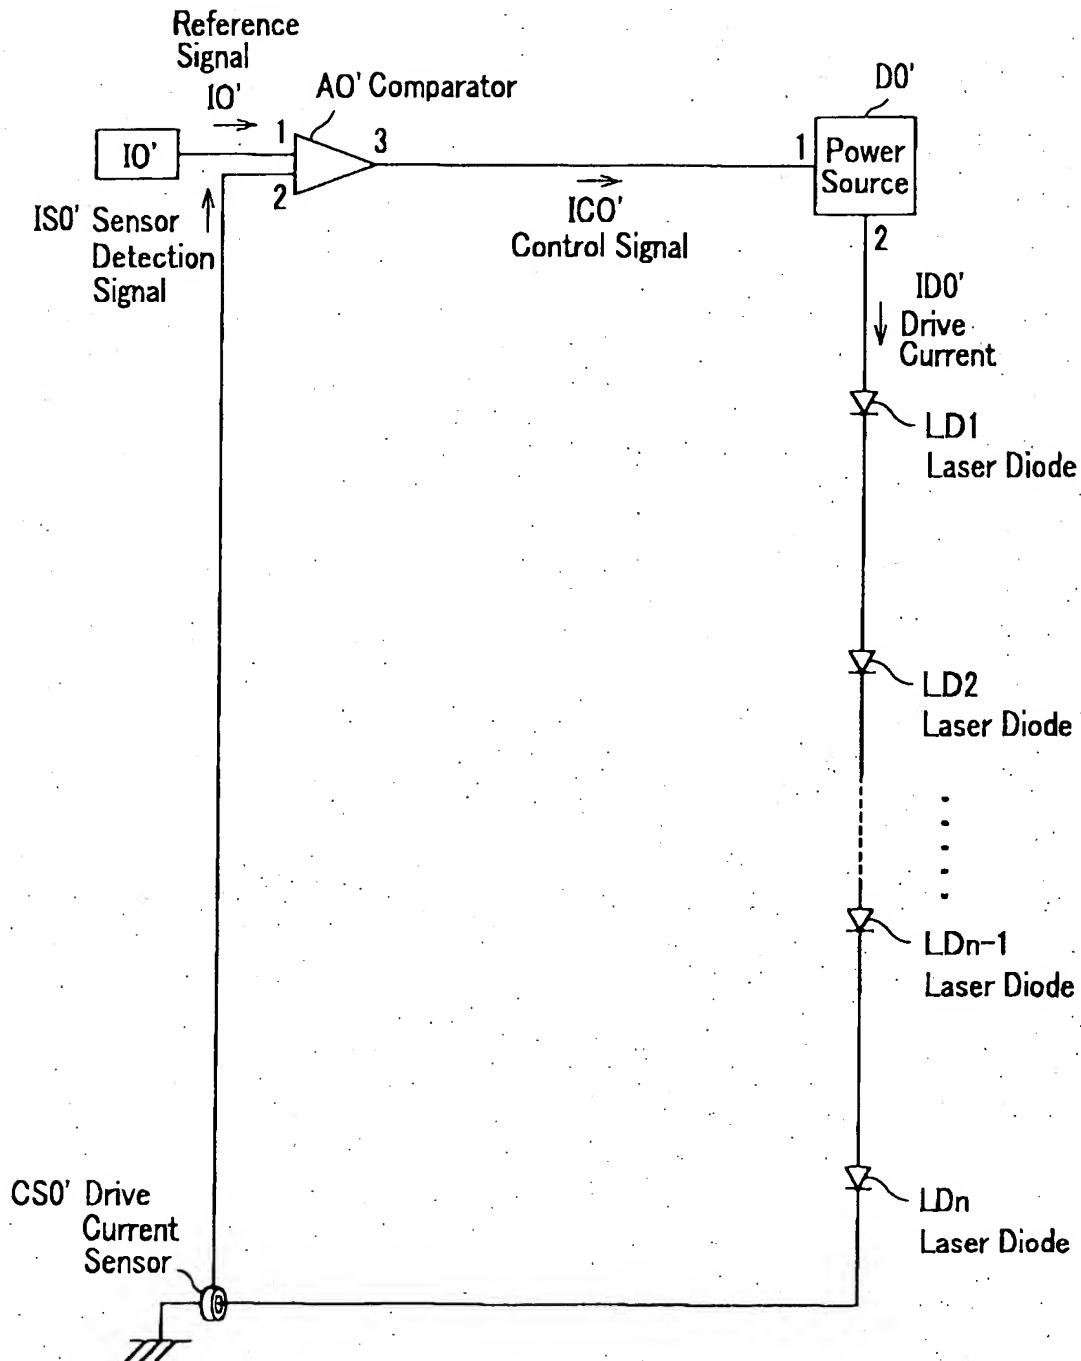 Reference
Signal
IO'
AO' Comparator
DO'
1
3
IO'
2
1
Power
Source
ISO' Sensor
Detection
Signal
ICO'
Control Signal
2
IDO'
Drive
Current
LD1
Laser Diode
LD2
Laser Diode
LDn-1
Laser Diode
LDn
Laser Diode
CSO' Drive
Current
Sensor